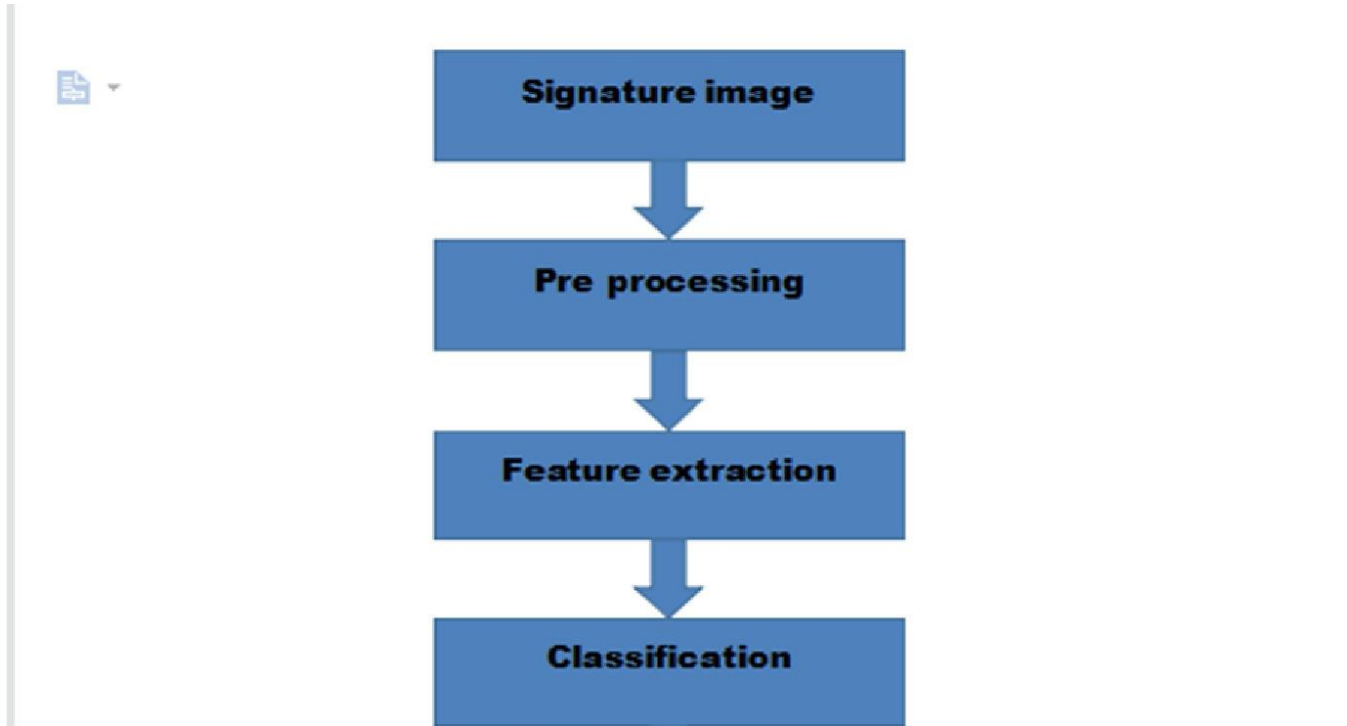 Signature image
Pre processing
Feature extraction
Classification